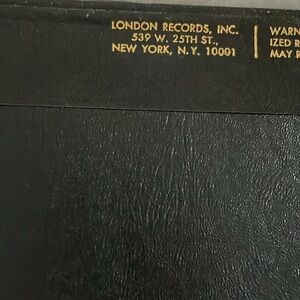 LONDON RECORDS, INC.
539 W. 25TH ST.,
NEW YORK, N.Y. 10001
WARN
IZED R
MAY R